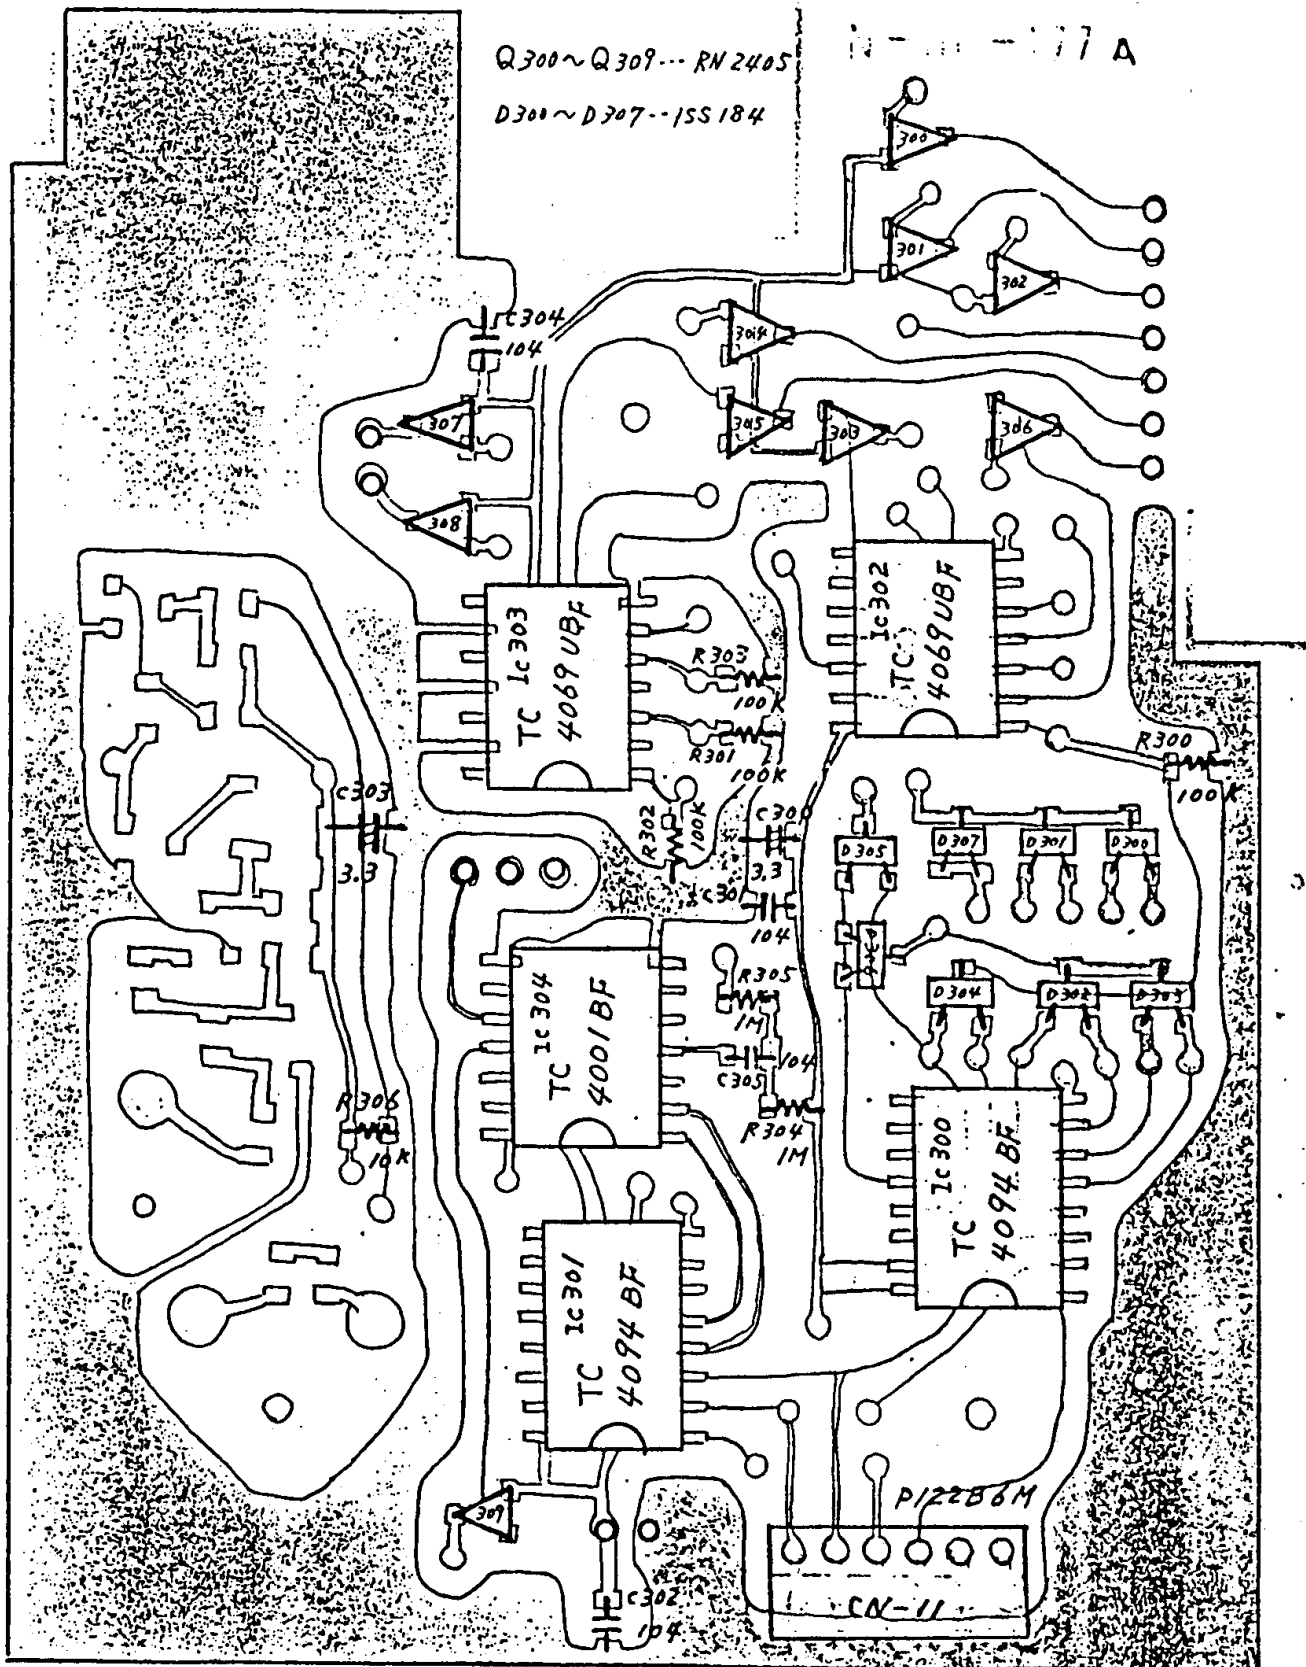 Q300~Q309... RN2405
D300~D307..1SS184
A
300
301
302
C304
104
304
307
305
303
306
308
IC303
TC 4069UBF
IC302
TC 4069UBF
R303
100K
R301
100K
R300
100K
C303
3.3
R302
100K
C300
3.3
D305
D307
D301
D300
C301
104
IC304
TC 4001BF
R305
1M
D304
D302
D303
C305
104
R306
10K
R304
1M
IC300
TC 4094BF
IC301
TC 4094BF
309
P122B6M
C302
104
CN-11